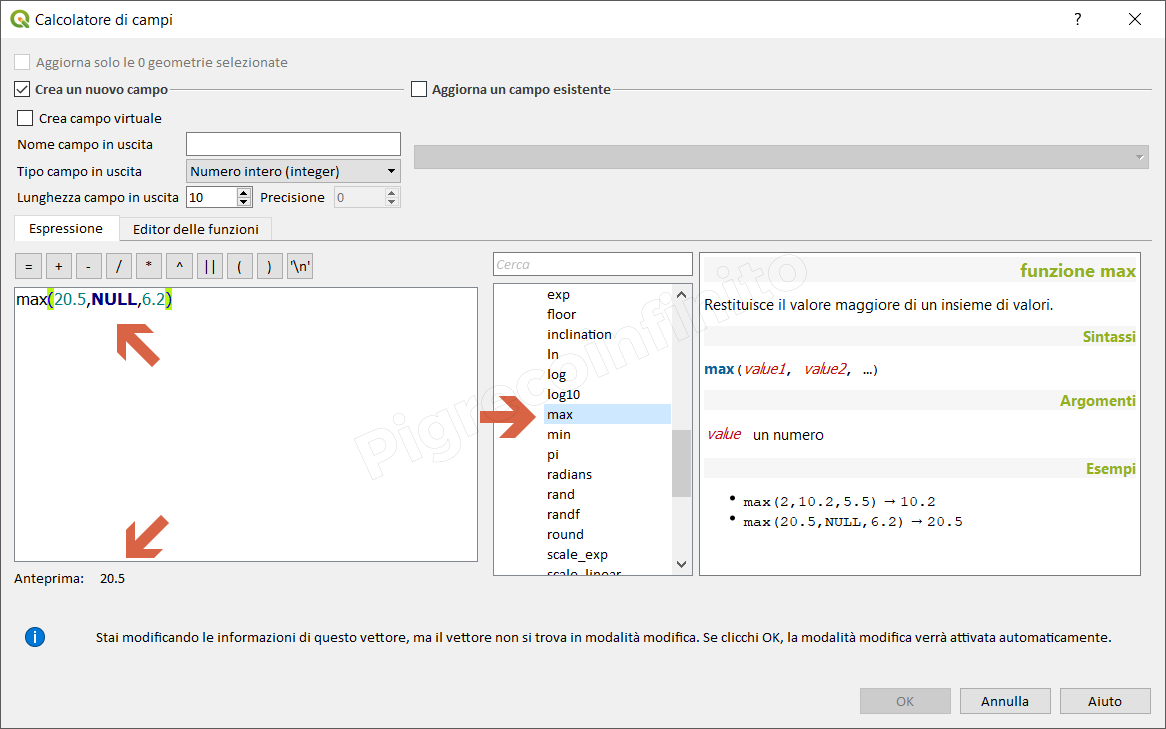 Calcolatore di campi
?
Aggiorna solo le 0 geometrie selezionate
Crea un nuovo campo
Aggiorna un campo esistente
Crea campo virtuale
Nome campo in uscita
Tipo campo in uscita
Numero intero (integer)
Lunghezza campo in uscita
10
Precisione
0
Espressione
Editor delle funzioni
= + - / * ^ || ( ) '\n'
max(20.5,NULL,6.2)
Anteprima: 20.5
Cerca
exp
floor
inclination
ln
log
log10
max
min
pi
radians
rand
randf
round
scale_exp
scale_linear
funzione max
Restituisce il valore maggiore di un insieme di valori.
Sintassi
max(value1, value2, …)
Argomenti
value un numero
Esempi
• max(2,10.2,5.5) → 10.2
• max(20.5,NULL,6.2) → 20.5
Pigrecoinfinito
Stai modificando le informazioni di questo vettore, ma il vettore non si trova in modalità modifica. Se clicchi OK, la modalità modifica verrà attivata automaticamente.
OK
Annulla
Aiuto